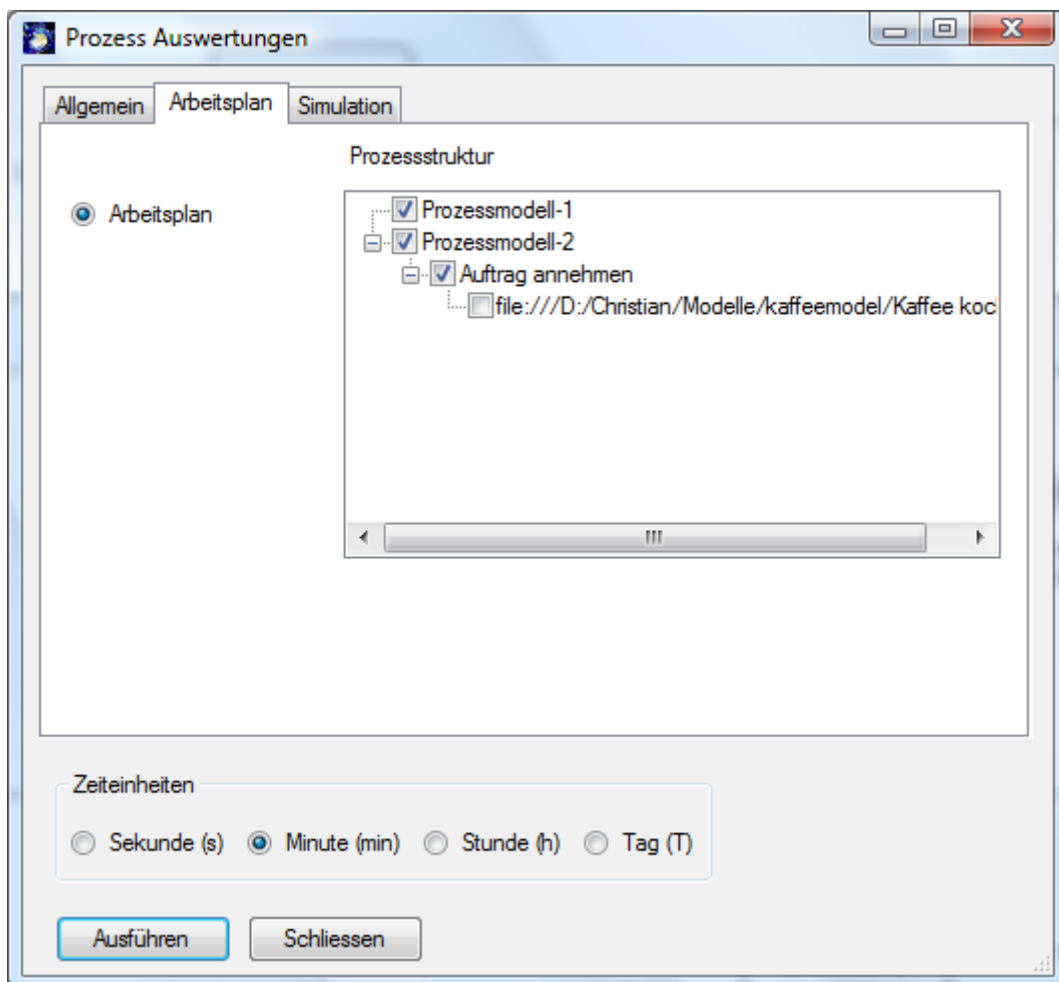 Prozess Auswertungen
Allgemein Arbeitsplan Simulation
Prozessstruktur
Arbeitsplan
Prozessmodell-1
Prozessmodell-2
Auftrag annehmen
file:///D:/Christian/Modelle/kaffeemodel/Kaffee koc
Zeiteinheiten
Sekunde (s) Minute (min) Stunde (h) Tag (T)
Ausführen Schliessen